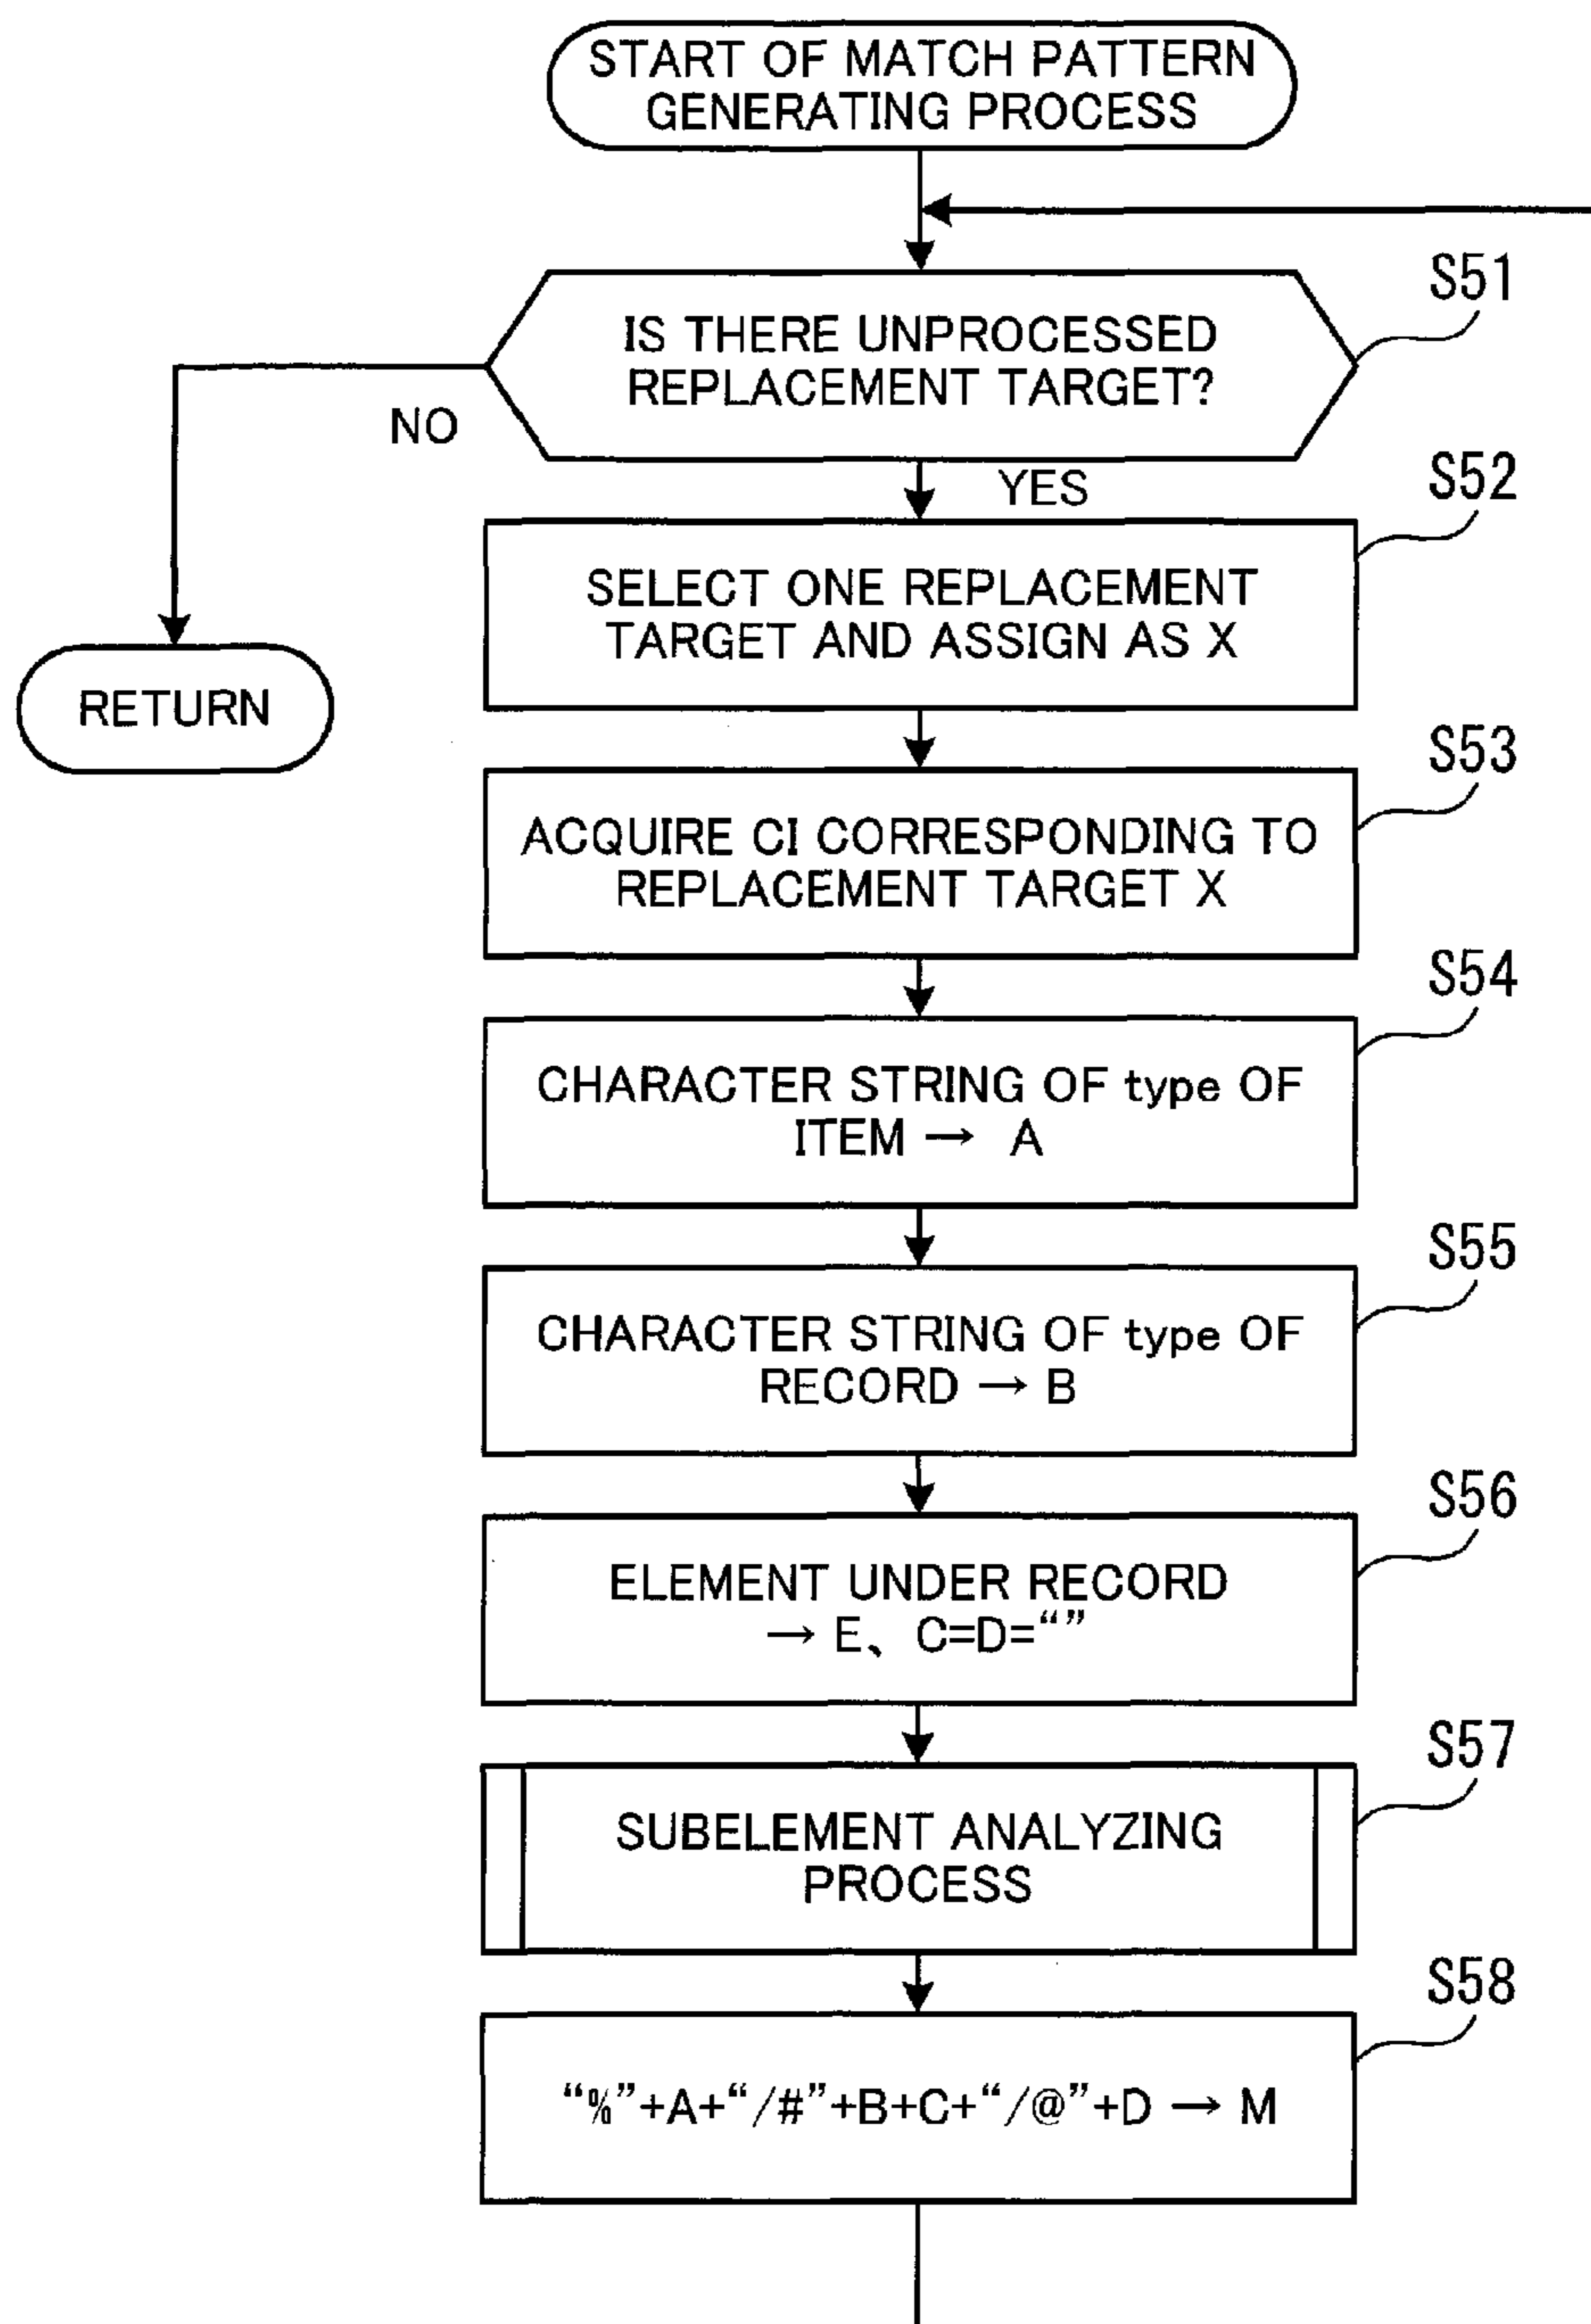 START OF MATCH PATTERN
GENERATING PROCESS
S51
IS THERE UNPROCESSED
REPLACEMENT TARGET?
NO
YES
S52
SELECT ONE REPLACEMENT
TARGET AND ASSIGN AS X
RETURN
S53
ACQUIRE CI CORRESPONDING TO
REPLACEMENT TARGET X
S54
CHARACTER STRING OF type OF
ITEM → A
S55
CHARACTER STRING OF type OF
RECORD → B
S56
ELEMENT UNDER RECORD
→ E、 C=D=“”
S57
SUBELEMENT ANALYZING
PROCESS
S58
“%”+A+“/#”+B+C+“/@”+D → M